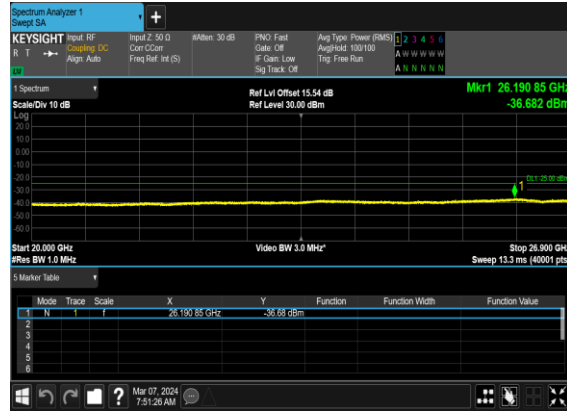 Spectrum Analyzer 1
Swept SA
+
KEYSIGHT Input: RF Input Z: 50 Ω #Atten: 30 dB PNO: Fast Avg Type: Power (RMS) 1 2 3 4 5 6
R T Coupling: DC Corr CCorr Gate: Off Avg|Hold: 100/100 A W W W W W
Align: Auto Freq Ref: Int (S) IF Gain: Low Trig: Free Run
Sig Track: Off A N N N N N
1 Spectrum Ref Lvl Offset 15.54 dB Mkr1 26.190 85 GHz
Scale/Div 10 dB Ref Level 30.00 dBm -36.682 dBm
Log
20.0
10.0
0.00
-10.0
-20.0
DL1 -25.00 dBm
1
-30.0
-40.0
-50.0
-60.0
Start 20.000 GHz Video BW 3.0 MHz* Stop 26.900 GHz
#Res BW 1.0 MHz Sweep 13.3 ms (40001 pts)
5 Marker Table
Mode Trace Scale X Y Function Function Width Function Value
1 N 1 f 26.190 85 GHz -36.68 dBm
2
3
4
5
6
? Mar 07, 2024
7:51:26 AM